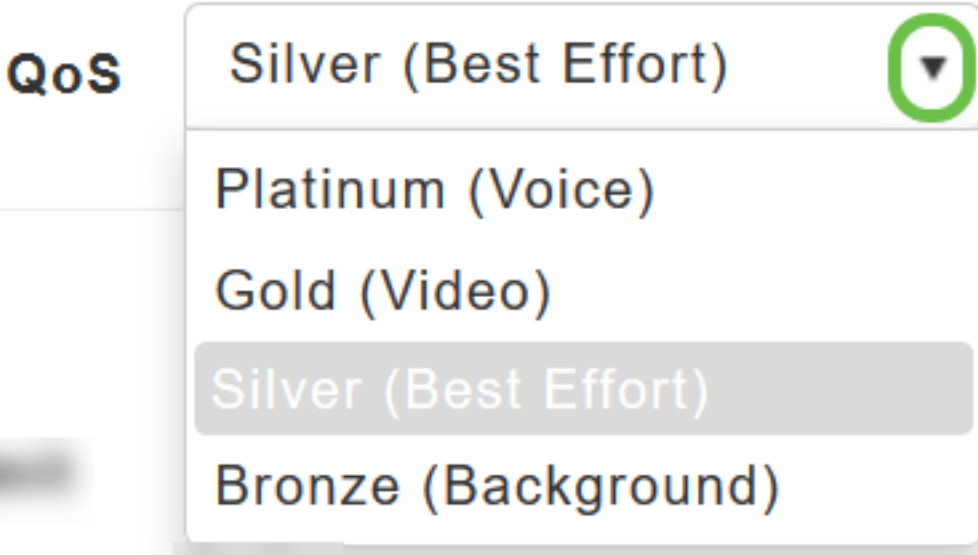 QoS Silver (Best Effort)
Platinum (Voice)
Gold (Video)
Silver (Best Effort)
Bronze (Background)